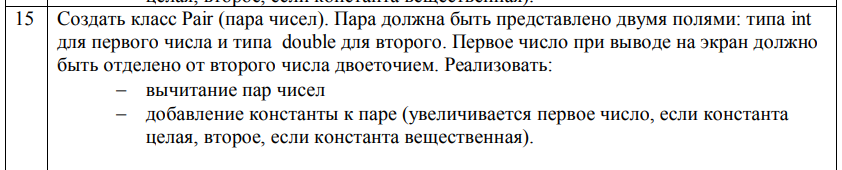 целая, второе, если константа вещественная).
15 Создать класс Pair (пара чисел). Пара должна быть представлено двумя полями: типа int
для первого числа и типа double для второго. Первое число при выводе на экран должно
быть отделено от второго числа двоеточием. Реализовать:
– вычитание пар чисел
– добавление константы к паре (увеличивается первое число, если константа
целая, второе, если константа вещественная).